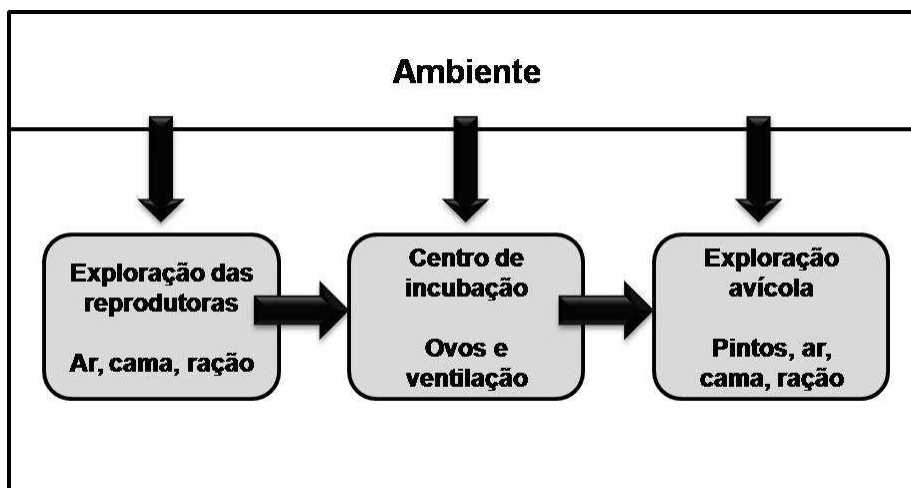 Ambiente
Exploração das
reprodutoras
Ar, cama, ração
Centro de
incubação
Ovos e
ventilação
Exploração
avícola
Pintos, ar,
cama, ração